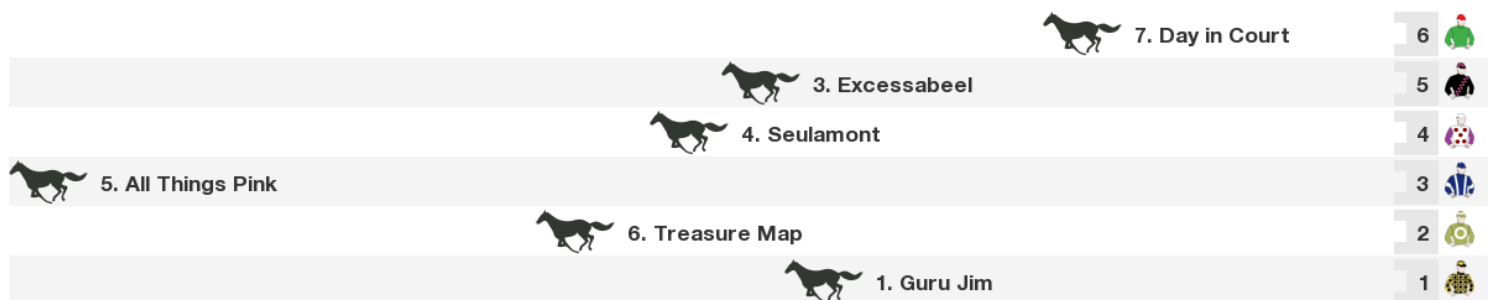 7. Day in Court 6
3. Excessabeel 5
4. Seulamont 4
5. All Things Pink 3
6. Treasure Map 2
1. Guru Jim 1